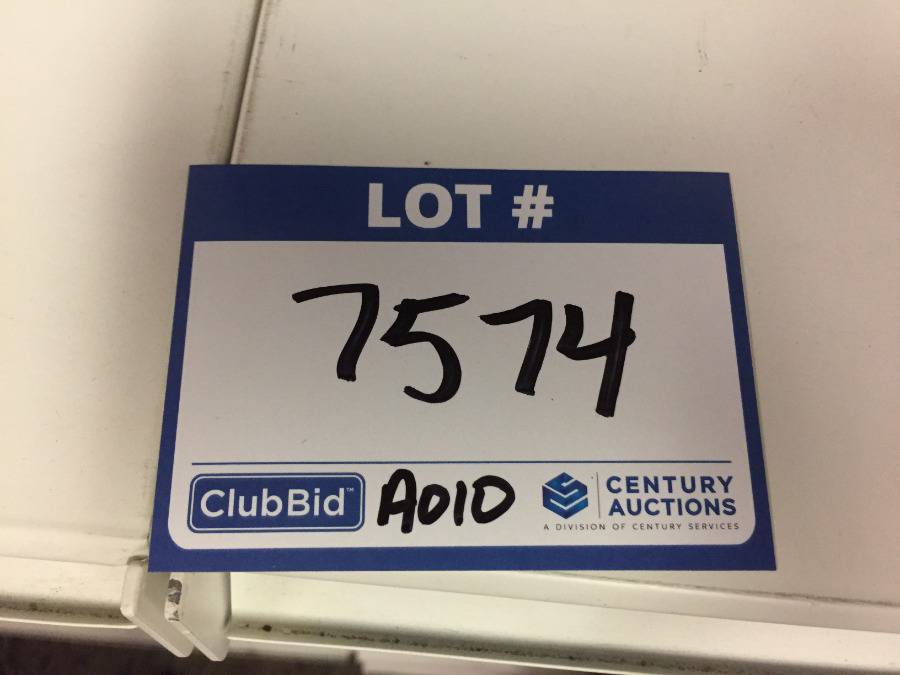 LOT #
7574
ClubBid™ A010 CENTURY AUCTIONS
A DIVISION OF CENTURY SERVICES